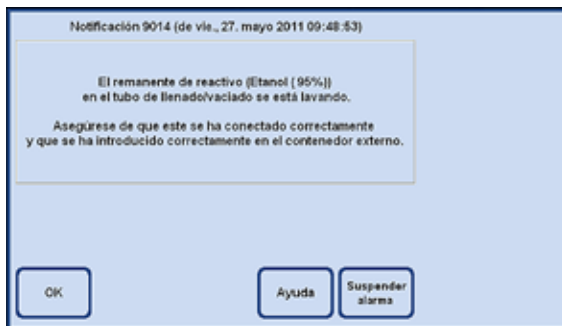 Notificación 9014 (de vie., 27. mayo 2011 09:48:53)
El remanente de reactivo (Etanol ( 95%))
en el tubo de llenado/vaciado se está lavando.
Asegúrese de que este se ha conectado correctamente
y que se ha introducido correctamente en el contenedor externo.
OK
Ayuda
Suspender
alarma